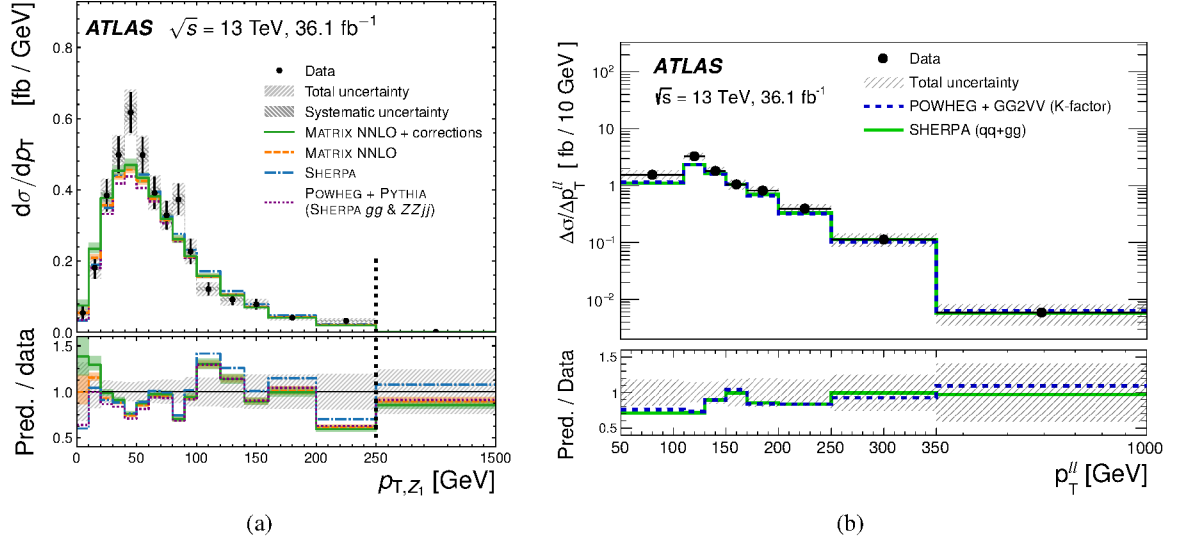 ATLAS √s = 13 TeV, 36.1 fb⁻¹
dσ/dp_T [fb / GeV]
0.8
0.6
0.4
0.2
0.0
Data
Total uncertainty
Systematic uncertainty
MATRIX NNLO + corrections
MATRIX NNLO
SHERPA
POWHEG + PYTHIA
(SHERPA gg & ZZjj)
Pred. / data
1.5
1.0
0.5
0 50 100 150 200 250 1500
p_T,Z₁ [GeV]
(a)
ATLAS
√s = 13 TeV, 36.1 fb⁻¹
Δσ/Δp_T^ll [ fb / 10 GeV]
10²
10
1
10⁻¹
10⁻²
Data
Total uncertainty
POWHEG + GG2VV (K-factor)
SHERPA (qq+gg)
Pred. / Data
1.5
1
0.5
50 100 150 200 250 300 350 1000
p_T^ll [GeV]
(b)